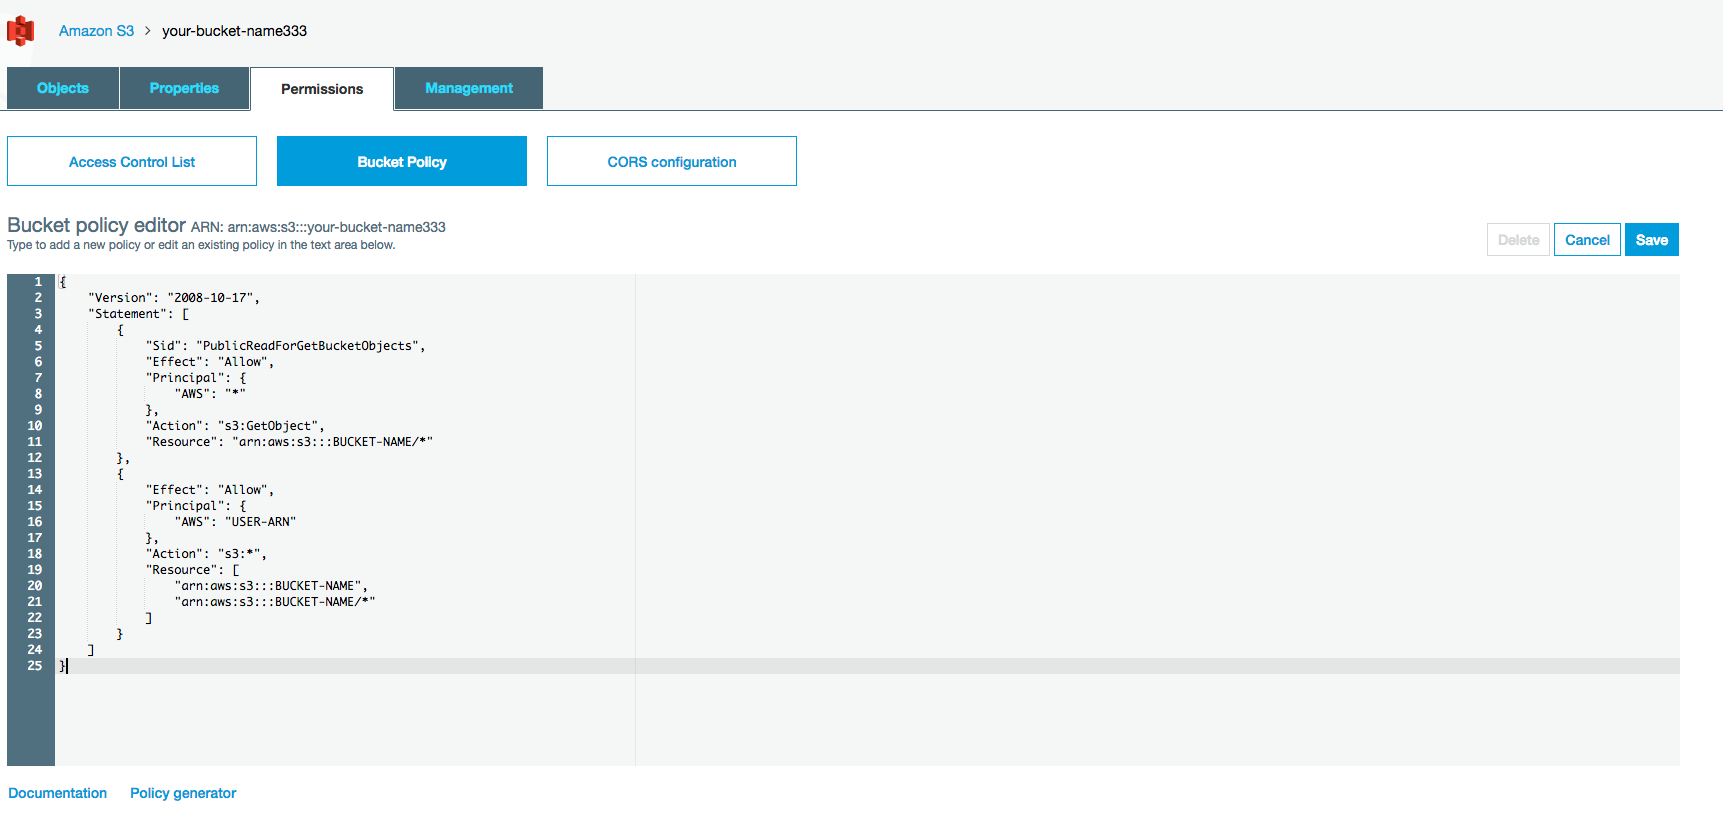 Amazon S3 > your-bucket-name333
Objects Properties Permissions Management
Access Control List Bucket Policy CORS configuration
Bucket policy editor ARN: arn:aws:s3:::your-bucket-name333
Type to add a new policy or edit an existing policy in the text area below.
Delete Cancel Save
1 {
2 "Version": "2008-10-17",
3 "Statement": [
4 {
5 "Sid": "PublicReadForGetBucketObjects",
6 "Effect": "Allow",
7 "Principal": {
8 "AWS": "*"
9 },
10 "Action": "s3:GetObject",
11 "Resource": "arn:aws:s3:::BUCKET-NAME/*"
12 },
13 {
14 "Effect": "Allow",
15 "Principal": {
16 "AWS": "USER-ARN"
17 },
18 "Action": "s3:*",
19 "Resource": [
20 "arn:aws:s3:::BUCKET-NAME",
21 "arn:aws:s3:::BUCKET-NAME/*"
22 ]
23 }
24 ]
25 }
Documentation Policy generator